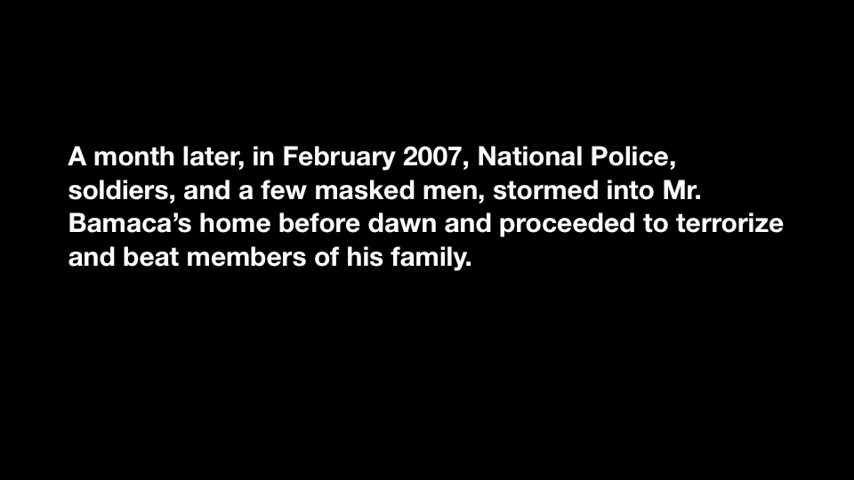 A month later, in February 2007, National Police,
soldiers, and a few masked men, stormed into Mr.
Bamaca’s home before dawn and proceeded to terrorize
and beat members of his family.